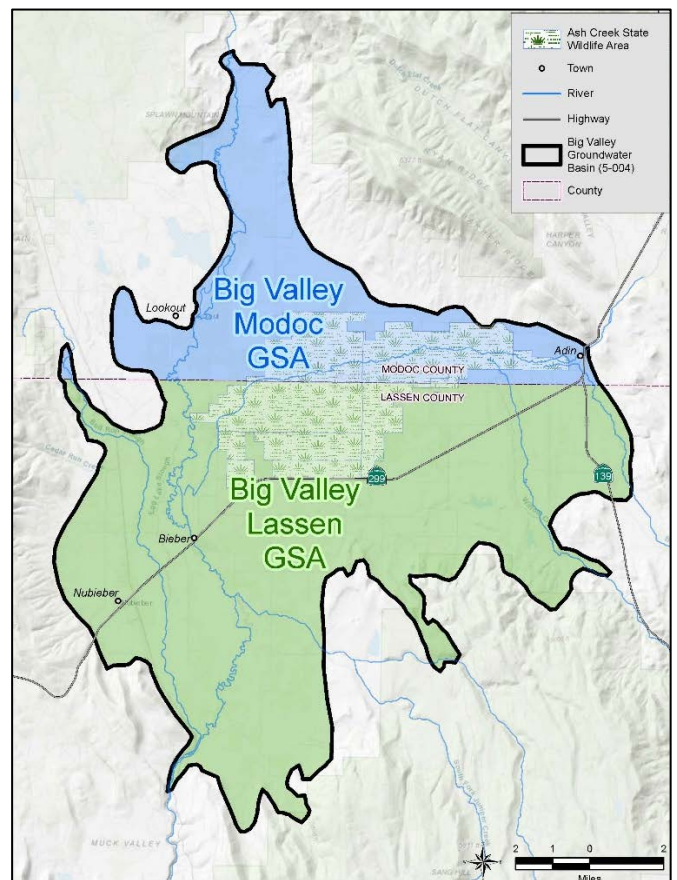 Ash Creek State
Wildlife Area
Town
River
Highway
Big Valley
Groundwater
Basin (5-004)
County
SPLAWN MOUNTAIN
HARPER
CANYON
Lookout
Big Valley
Modoc
GSA
Adin
MODOC COUNTY
LASSEN COUNTY
299
139
Big Valley
Lassen
GSA
Bieber
Nubieber
MUCK VALLEY
2 1 0 2
Miles